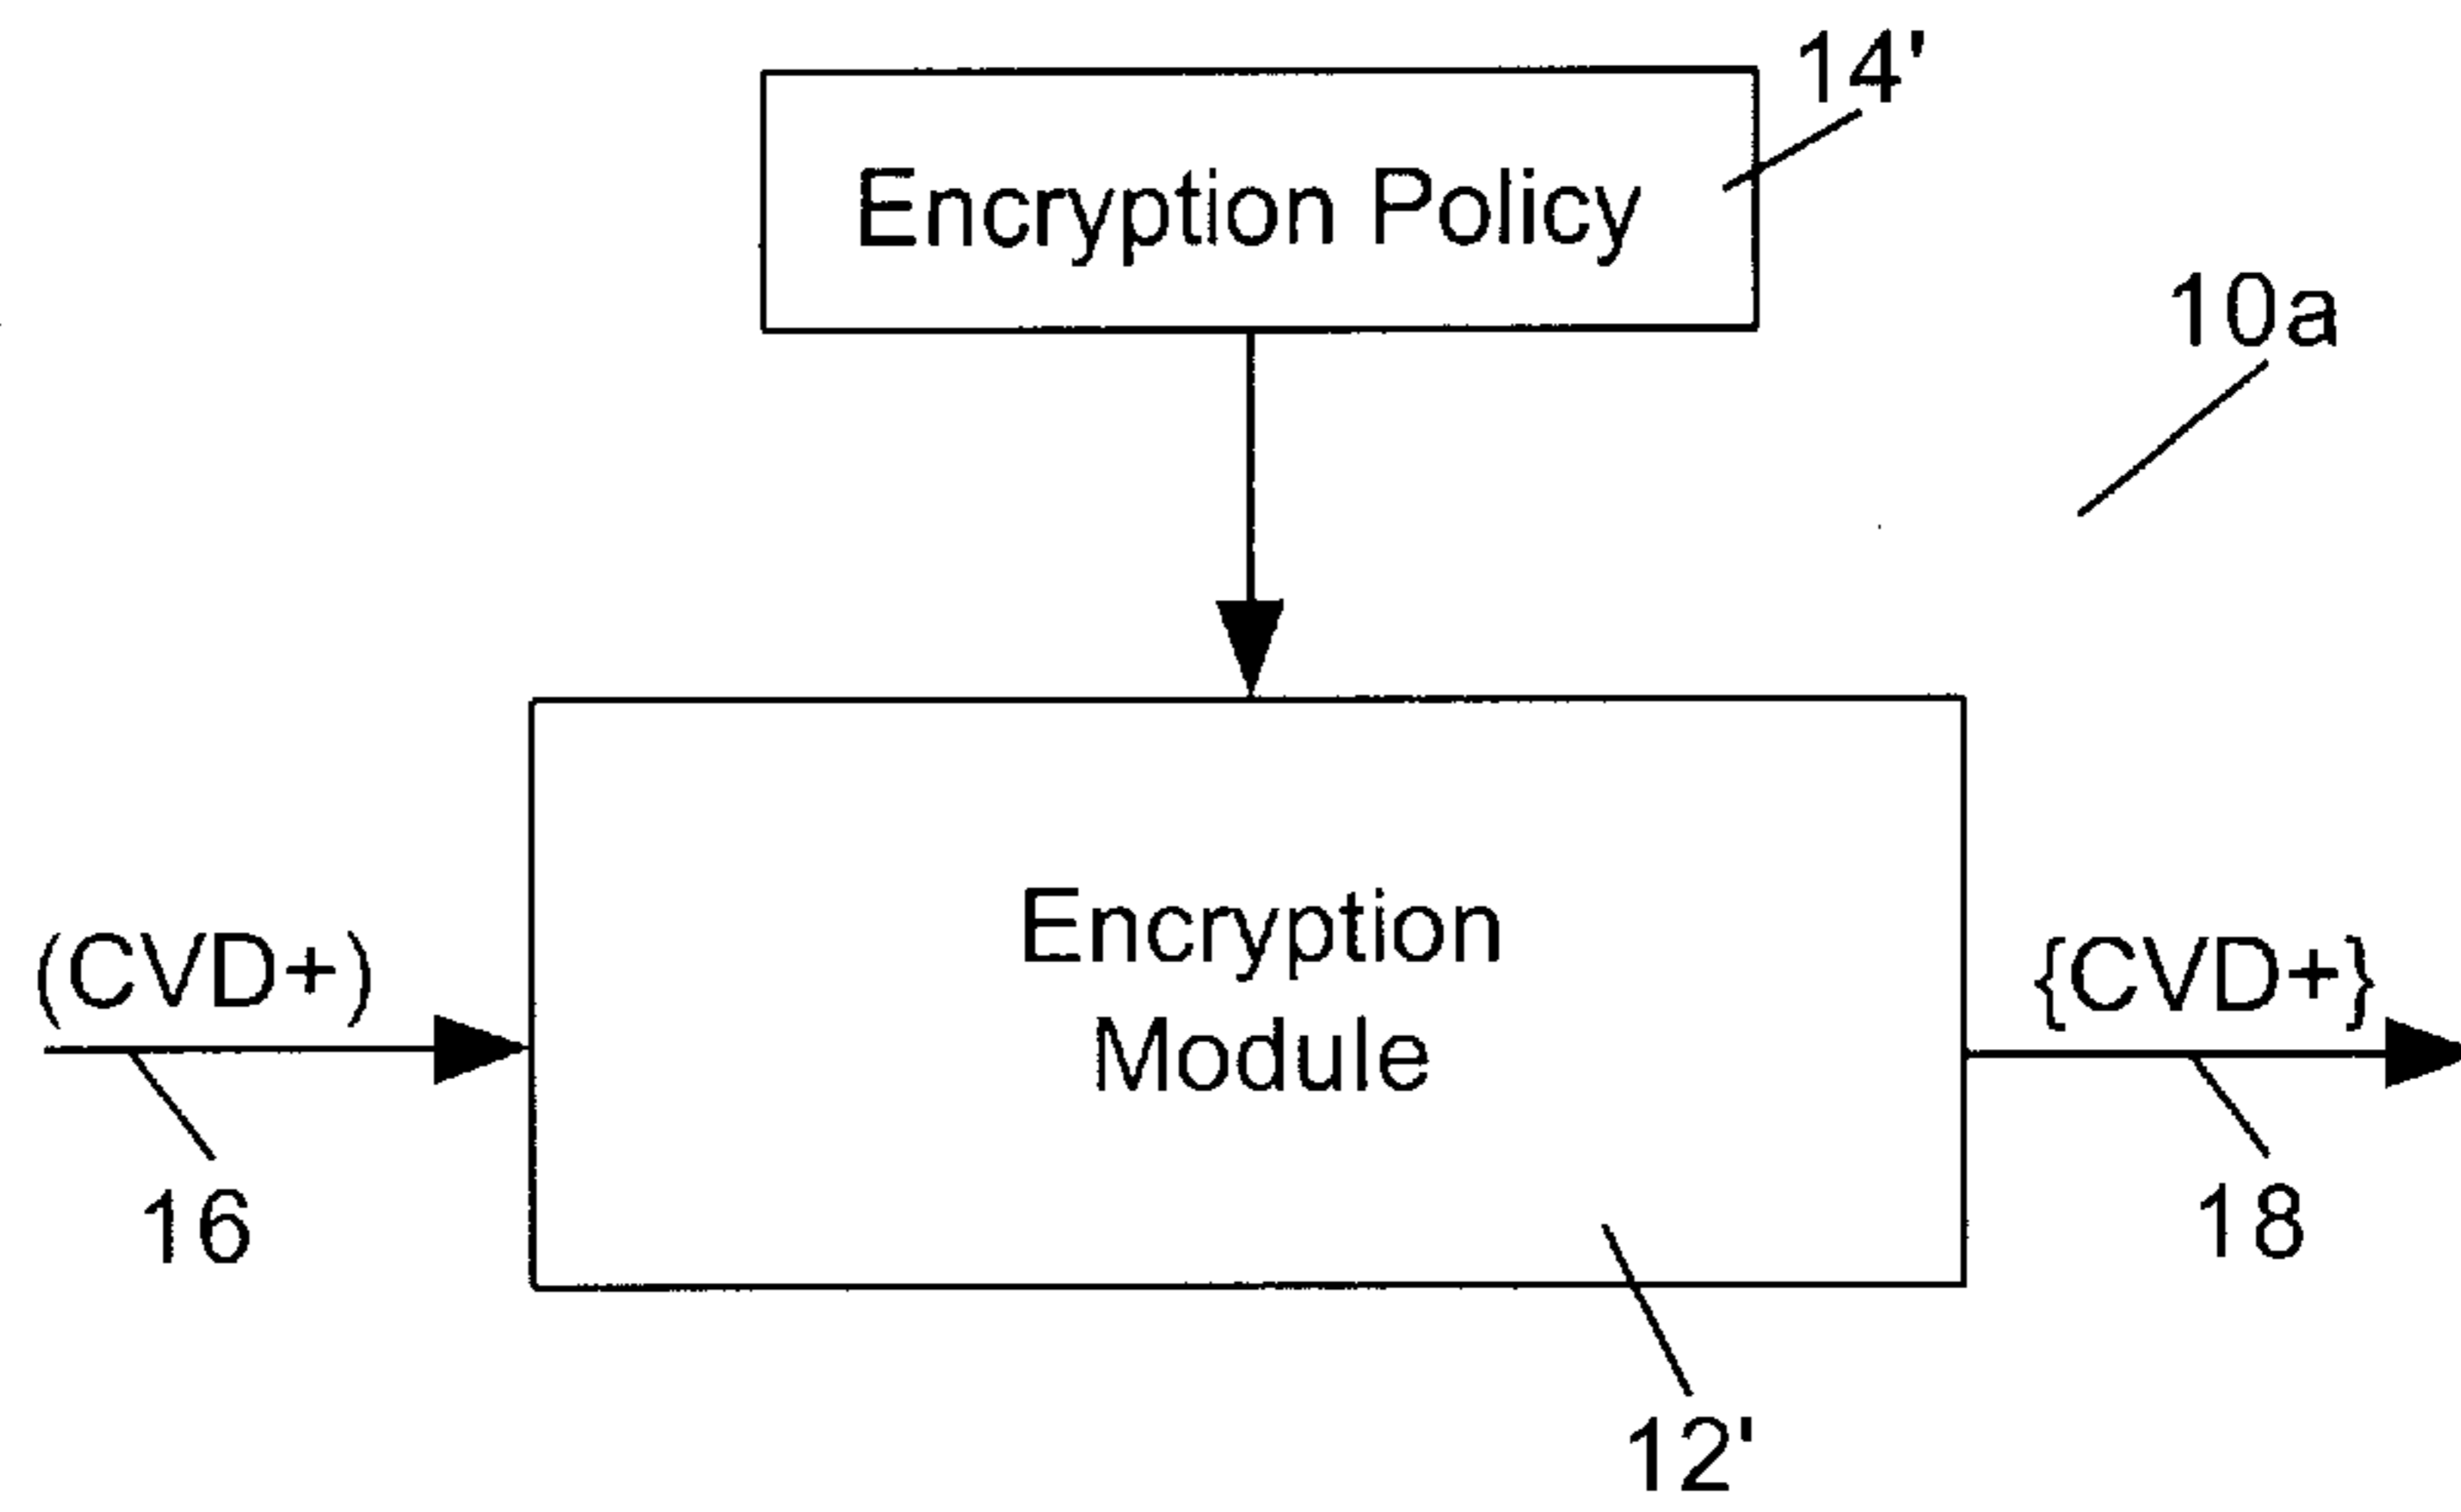 14'
Encryption Policy
10a
Encryption
Module
(CVD+)
{CVD+}
16
18
12'